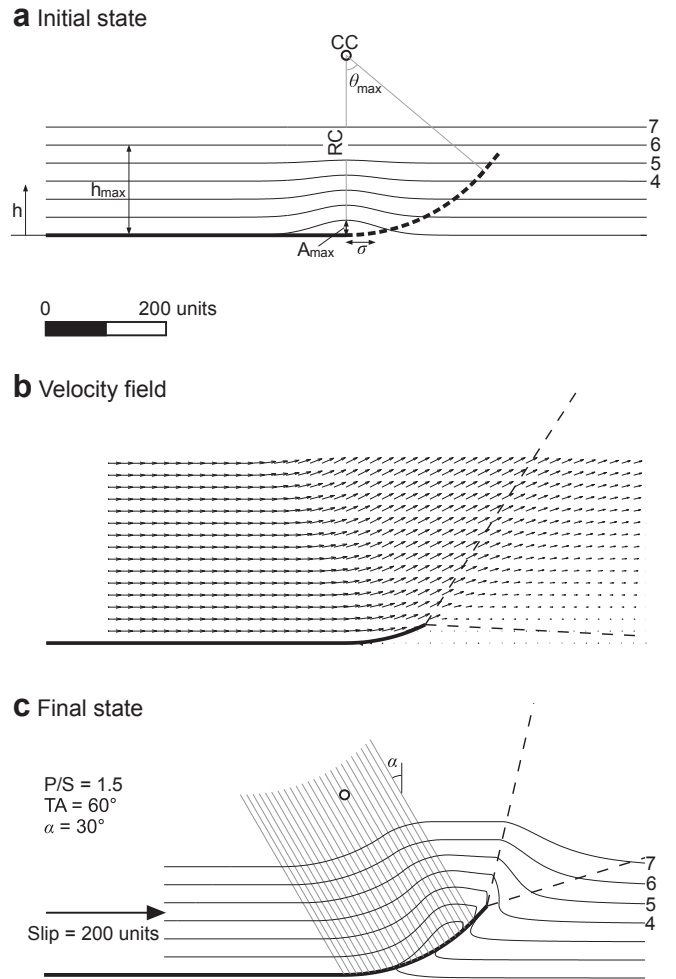 a Initial state
CC
θmax
7
RC
6
5
4
hmax
h
Amax
σ
0 200 units
b Velocity field
c Final state
α
P/S = 1.5
TA = 60°
α = 30°
7
6
5
4
Slip = 200 units